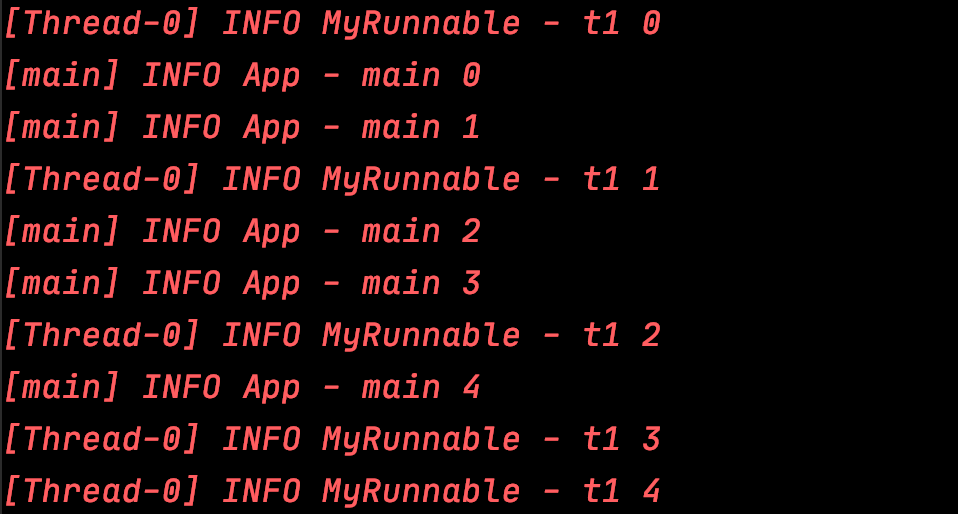 [Thread-0] INFO MyRunnable - t1 0
[main] INFO App - main 0
[main] INFO App - main 1
[Thread-0] INFO MyRunnable - t1 1
[main] INFO App - main 2
[main] INFO App - main 3
[Thread-0] INFO MyRunnable - t1 2
[main] INFO App - main 4
[Thread-0] INFO MyRunnable - t1 3
[Thread-0] INFO MyRunnable - t1 4